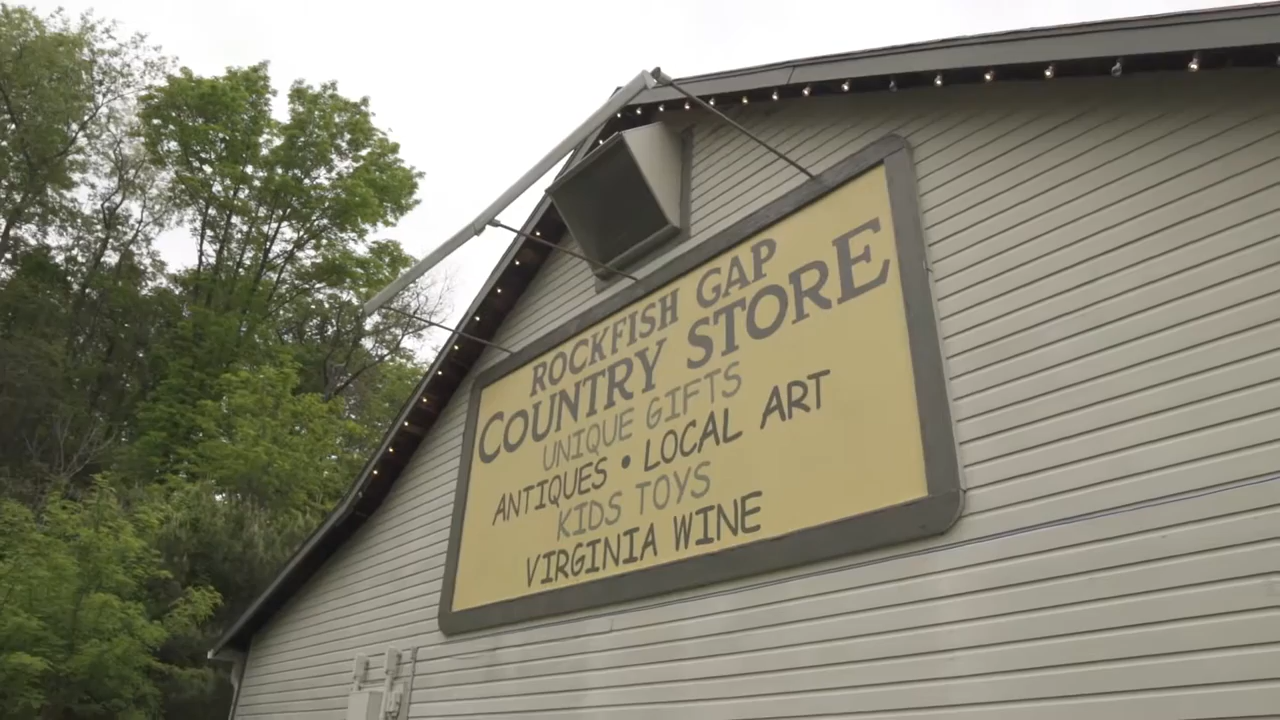 ROCKFISH GAP
COUNTRY STORE
UNIQUE GIFTS
ANTIQUES • LOCAL ART
KIDS TOYS
VIRGINIA WINE